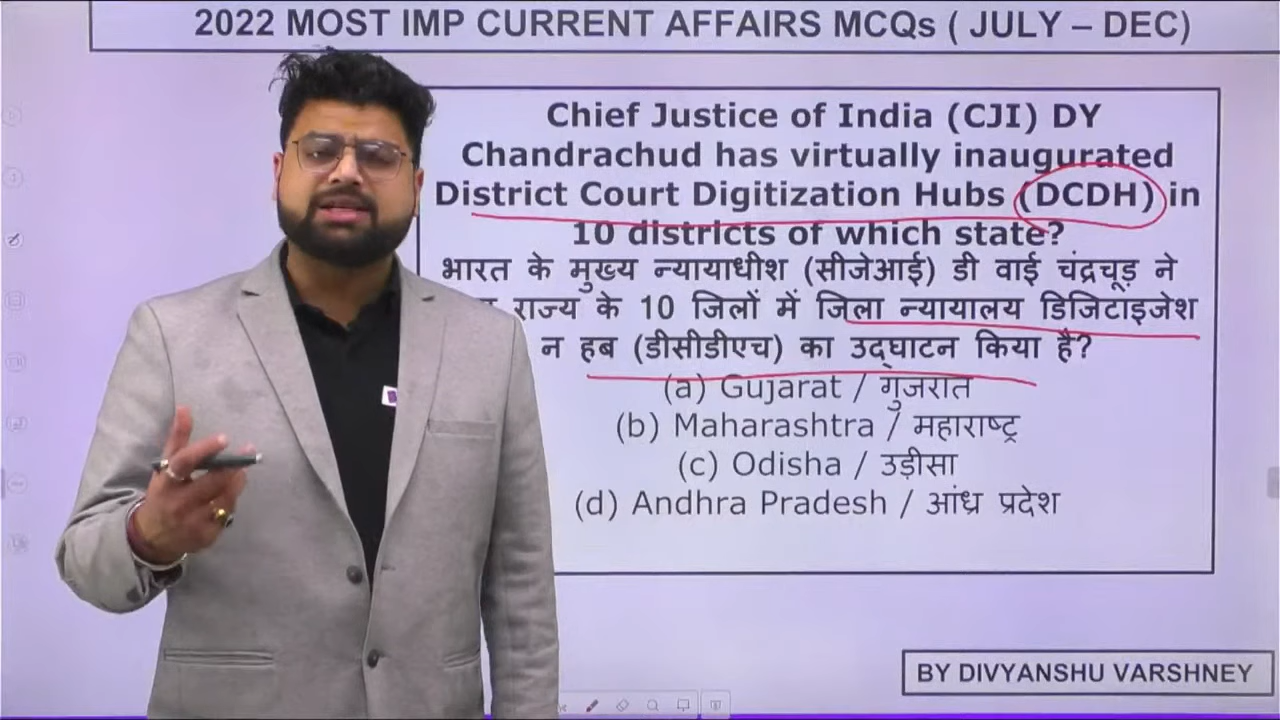 2022 MOST IMP CURRENT AFFAIRS MCQs ( JULY – DEC)
Chief Justice of India (CJI) DY
Chandrachud has virtually inaugurated
District Court Digitization Hubs (DCDH) in
10 districts of which state?
भारत के मुख्य न्यायाधीश (सीजेआई) डी वाई चंद्रचूड़ ने
राज्य के 10 जिलों में जिला न्यायालय डिजिटाइजेश
न हब (डीसीडीएच) का उद्घाटन किया है?
(a) Gujarat / गुजरात
(b) Maharashtra / महाराष्ट्र
(c) Odisha / उड़ीसा
(d) Andhra Pradesh / आंध्र प्रदेश
BY DIVYANSHU VARSHNEY